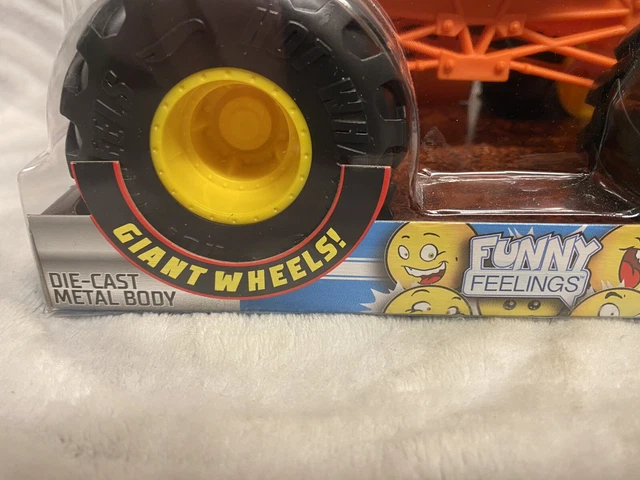 GIANT WHEELS!
DIE-CAST
METAL BODY
FUNNY
FEELINGS